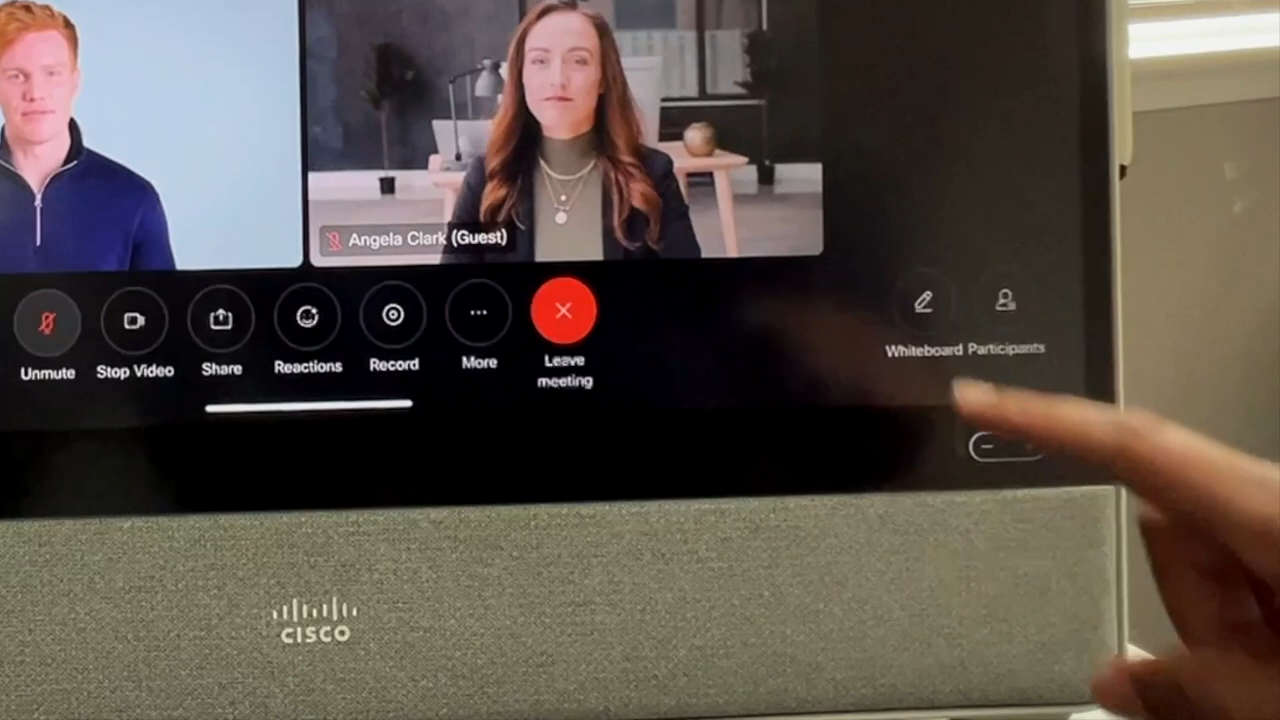 Angela Clark (Guest)
Unmute
Stop Video
Share
Reactions
Record
More
Leave
meeting
Whiteboard
Participants
CISCO